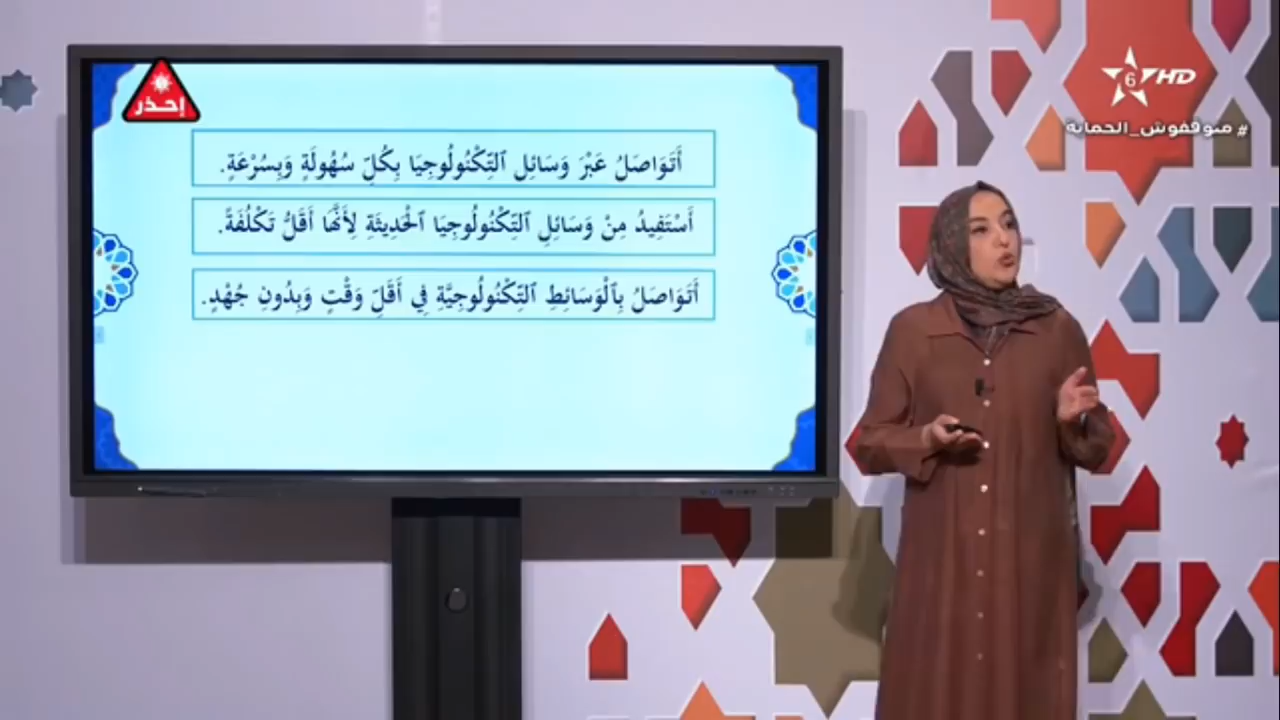 إحذر
أَتَوَاصَلُ عَبْرَ وَسَائِلِ ٱلتِّكْنُولُوجِيَا بِكُلِّ سُهُولَةٍ وَبِسُرْعَةٍ.
أَسْتَفِيدُ مِنْ وَسَائِلِ ٱلتِّكْنُولُوجِيَا ٱلْحَدِيثَةِ لِأَنَّهَا أَقَلُّ تَكْلُفَةً.
أَتَوَاصَلُ بِٱلْوَسَائِطِ ٱلتِّكْنُولُوجِيَّةِ فِي أَقَلِّ وَقْتٍ وَبِدُونِ جُهْدٍ.
6 HD
#مبوقفوش_الحماية